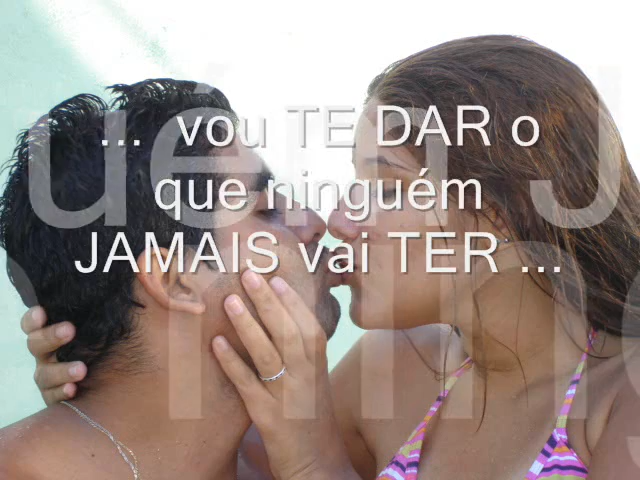 ... vou TE DAR o
que ninguém
JAMAIS vai TER ...